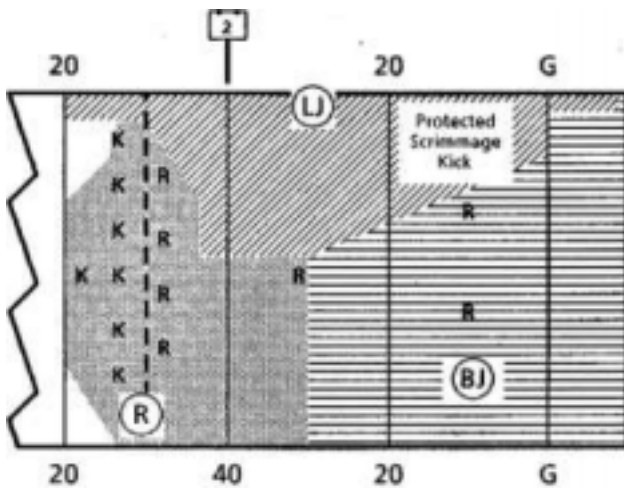 2
20 20 G
LJ
Protected
Scrimmage
Kick
K
K R
R
K R
K K R
R
R
K R
K BJ
R
20 40 20 G